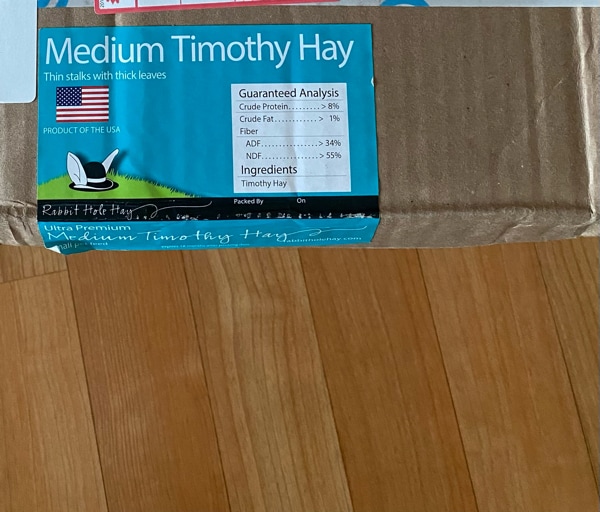 Medium Timothy Hay
Thin stalks with thick leaves
PRODUCT OF THE USA
Guaranteed Analysis
Crude Protein.........> 8%
Crude Fat............> 1%
Fiber
ADF................> 34%
NDF................> 55%
Ingredients
Timothy Hay
Packed By On
Rabbit Hole Hay
Ultra Premium
Medium Timothy Hay
rabbitholehay.com